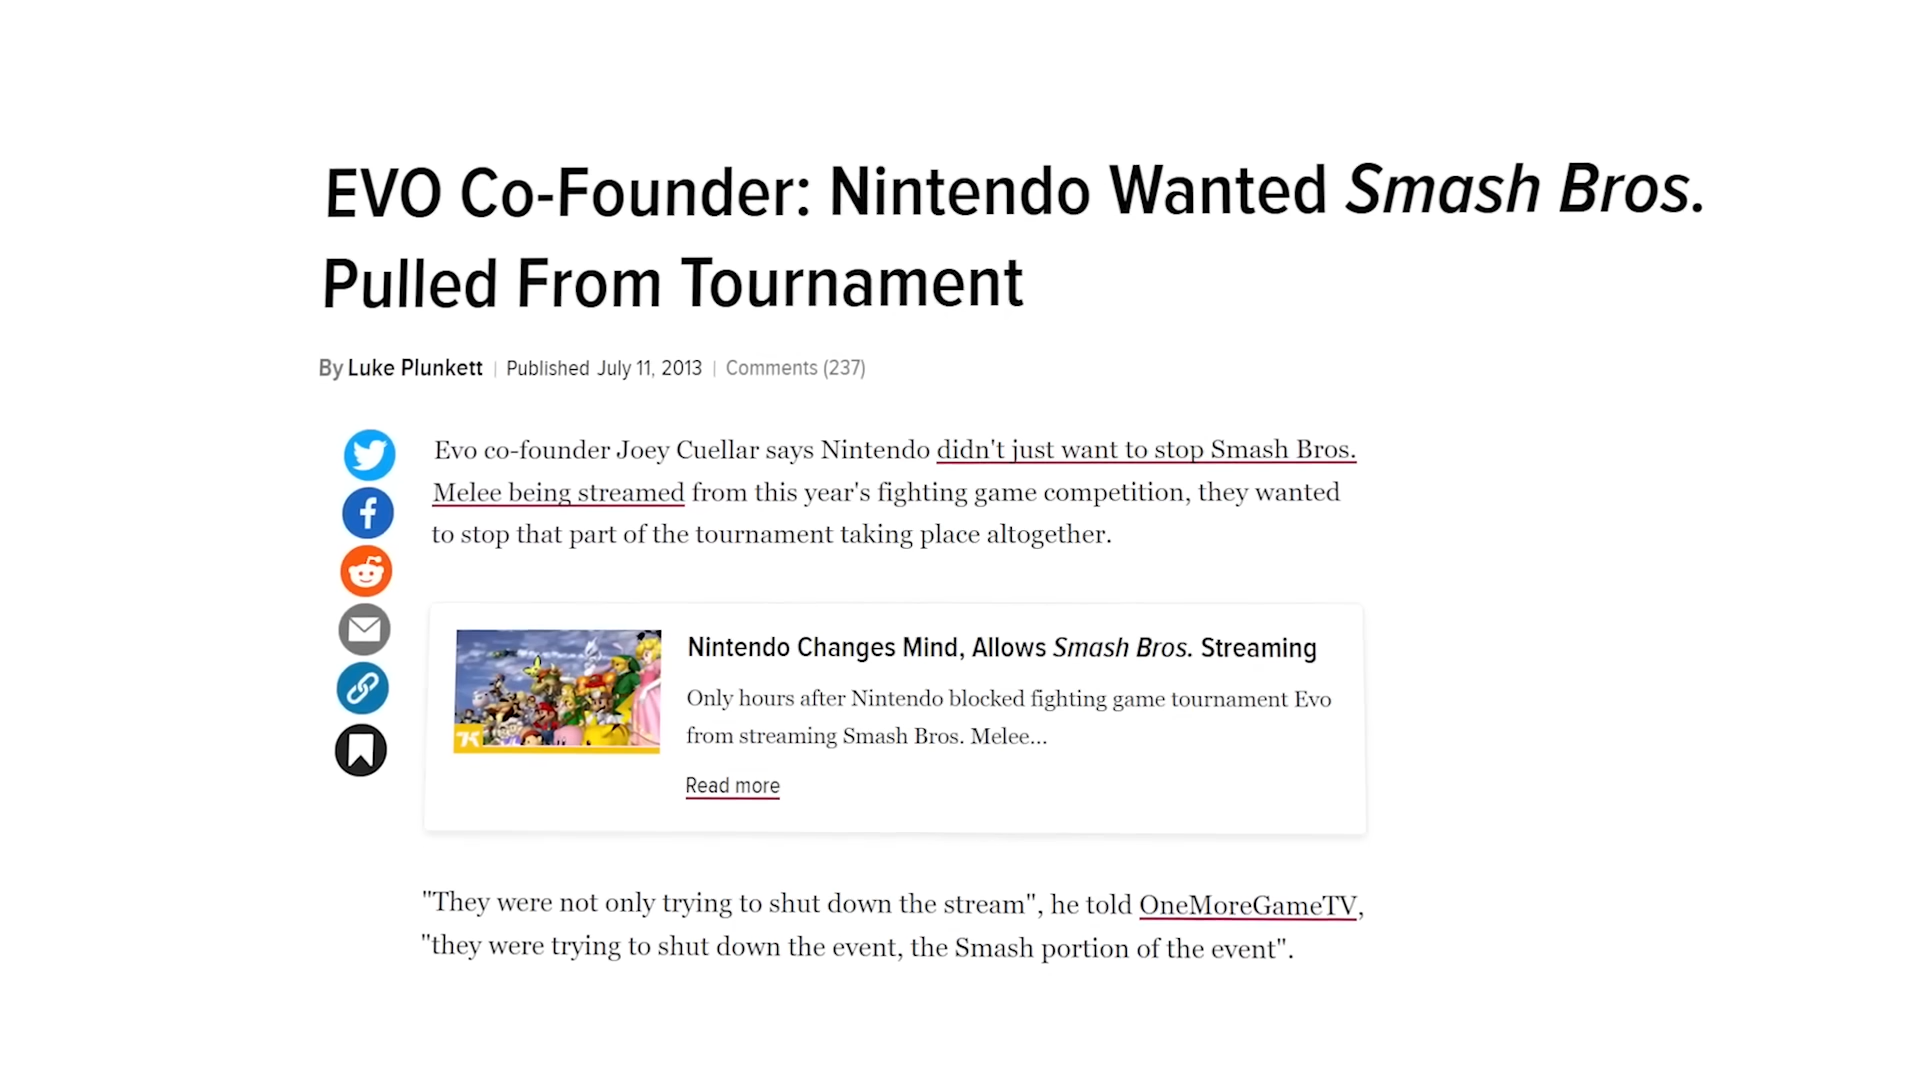 EVO Co-Founder: Nintendo Wanted Smash Bros.
Pulled From Tournament
By Luke Plunkett | Published July 11, 2013 | Comments (237)
Evo co-founder Joey Cuellar says Nintendo didn't just want to stop Smash Bros.
Melee being streamed from this year's fighting game competition, they wanted
to stop that part of the tournament taking place altogether.
Nintendo Changes Mind, Allows Smash Bros. Streaming
Only hours after Nintendo blocked fighting game tournament Evo
from streaming Smash Bros. Melee...
Read more
"They were not only trying to shut down the stream", he told OneMoreGameTV,
"they were trying to shut down the event, the Smash portion of the event".